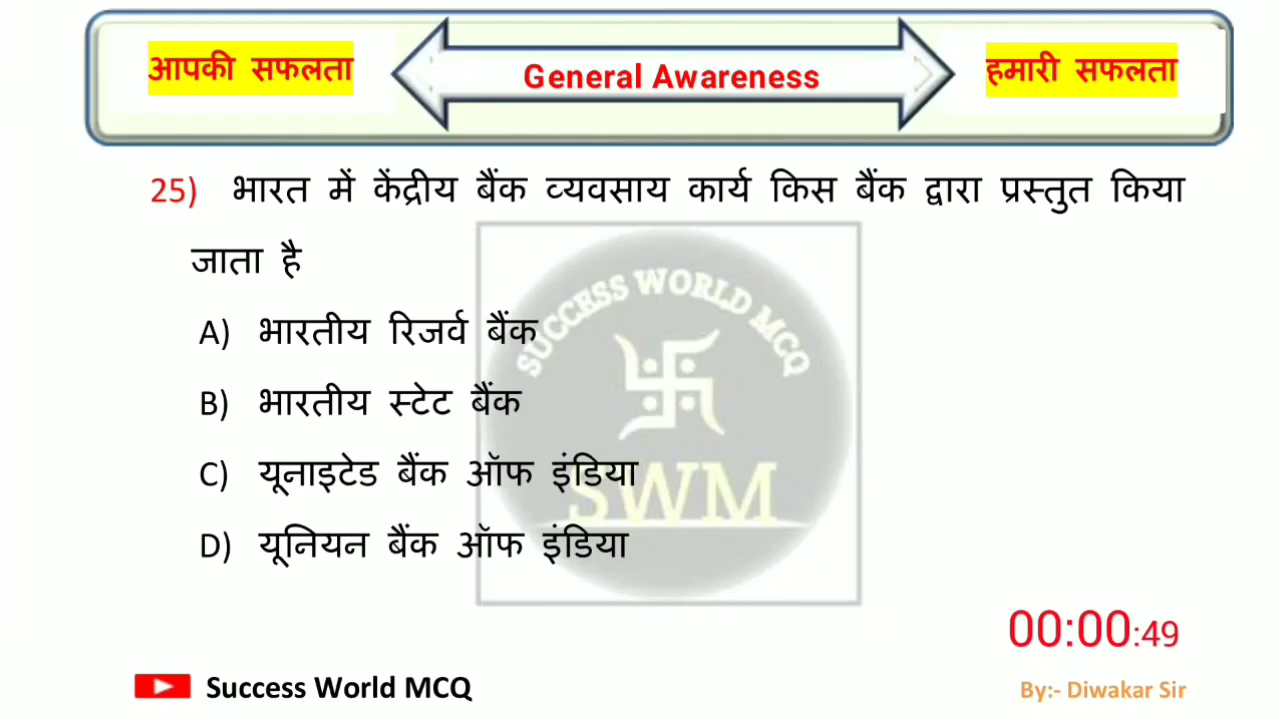 आपकी सफलता
General Awareness
हमारी सफलता
25) भारत में केंद्रीय बैंक व्यवसाय कार्य किस बैंक द्वारा प्रस्तुत किया
जाता है
A) भारतीय रिजर्व बैंक
B) भारतीय स्टेट बैंक
C) यूनाइटेड बैंक ऑफ इंडिया
D) यूनियन बैंक ऑफ इंडिया
SUCCESS WORLD MCQ
SWM
00:00:49
Success World MCQ
By:- Diwakar Sir